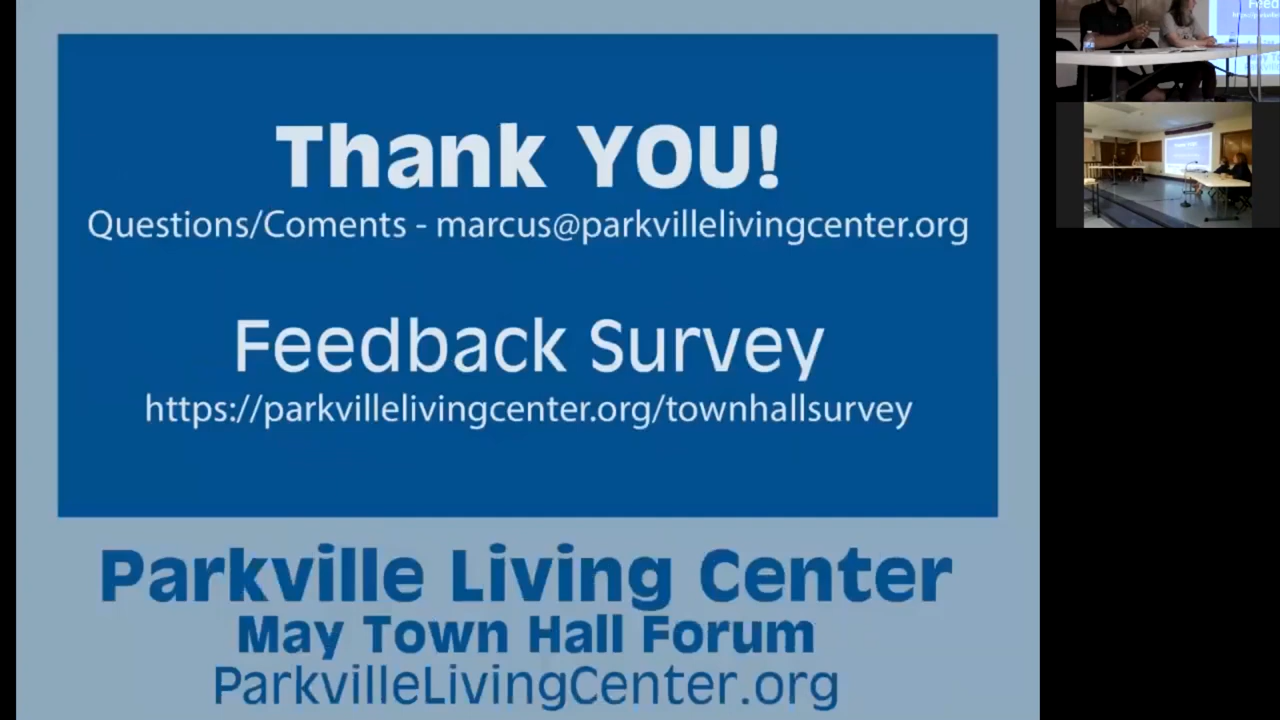 Thank YOU!
Questions/Coments - marcus@parkvillelivingcenter.org
Feedback Survey
https://parkvillelivingcenter.org/townhallsurvey
Parkville Living Center
May Town Hall Forum
ParkvilleLivingCenter.org